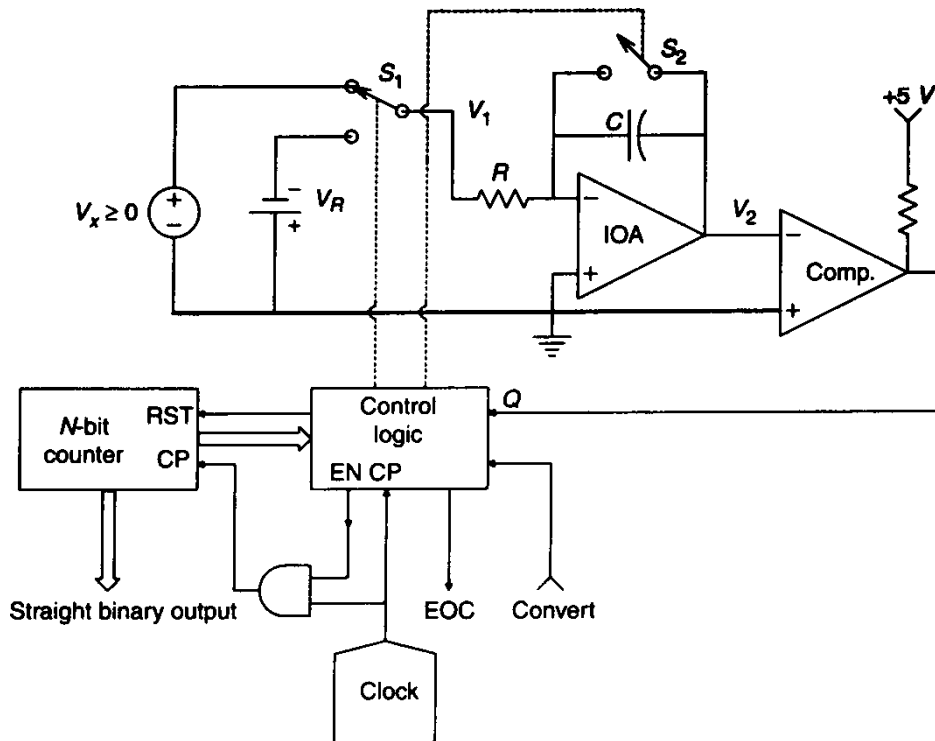 S₁
S₂
V₁
+5 V
C
R
+
−
Vₓ ≥ 0
−
V_R
+
−
IOA
+
V₂
−
Comp.
+
N-bit
counter
RST
CP
Control
logic
EN CP
Q
Straight binary output
EOC
Convert
Clock